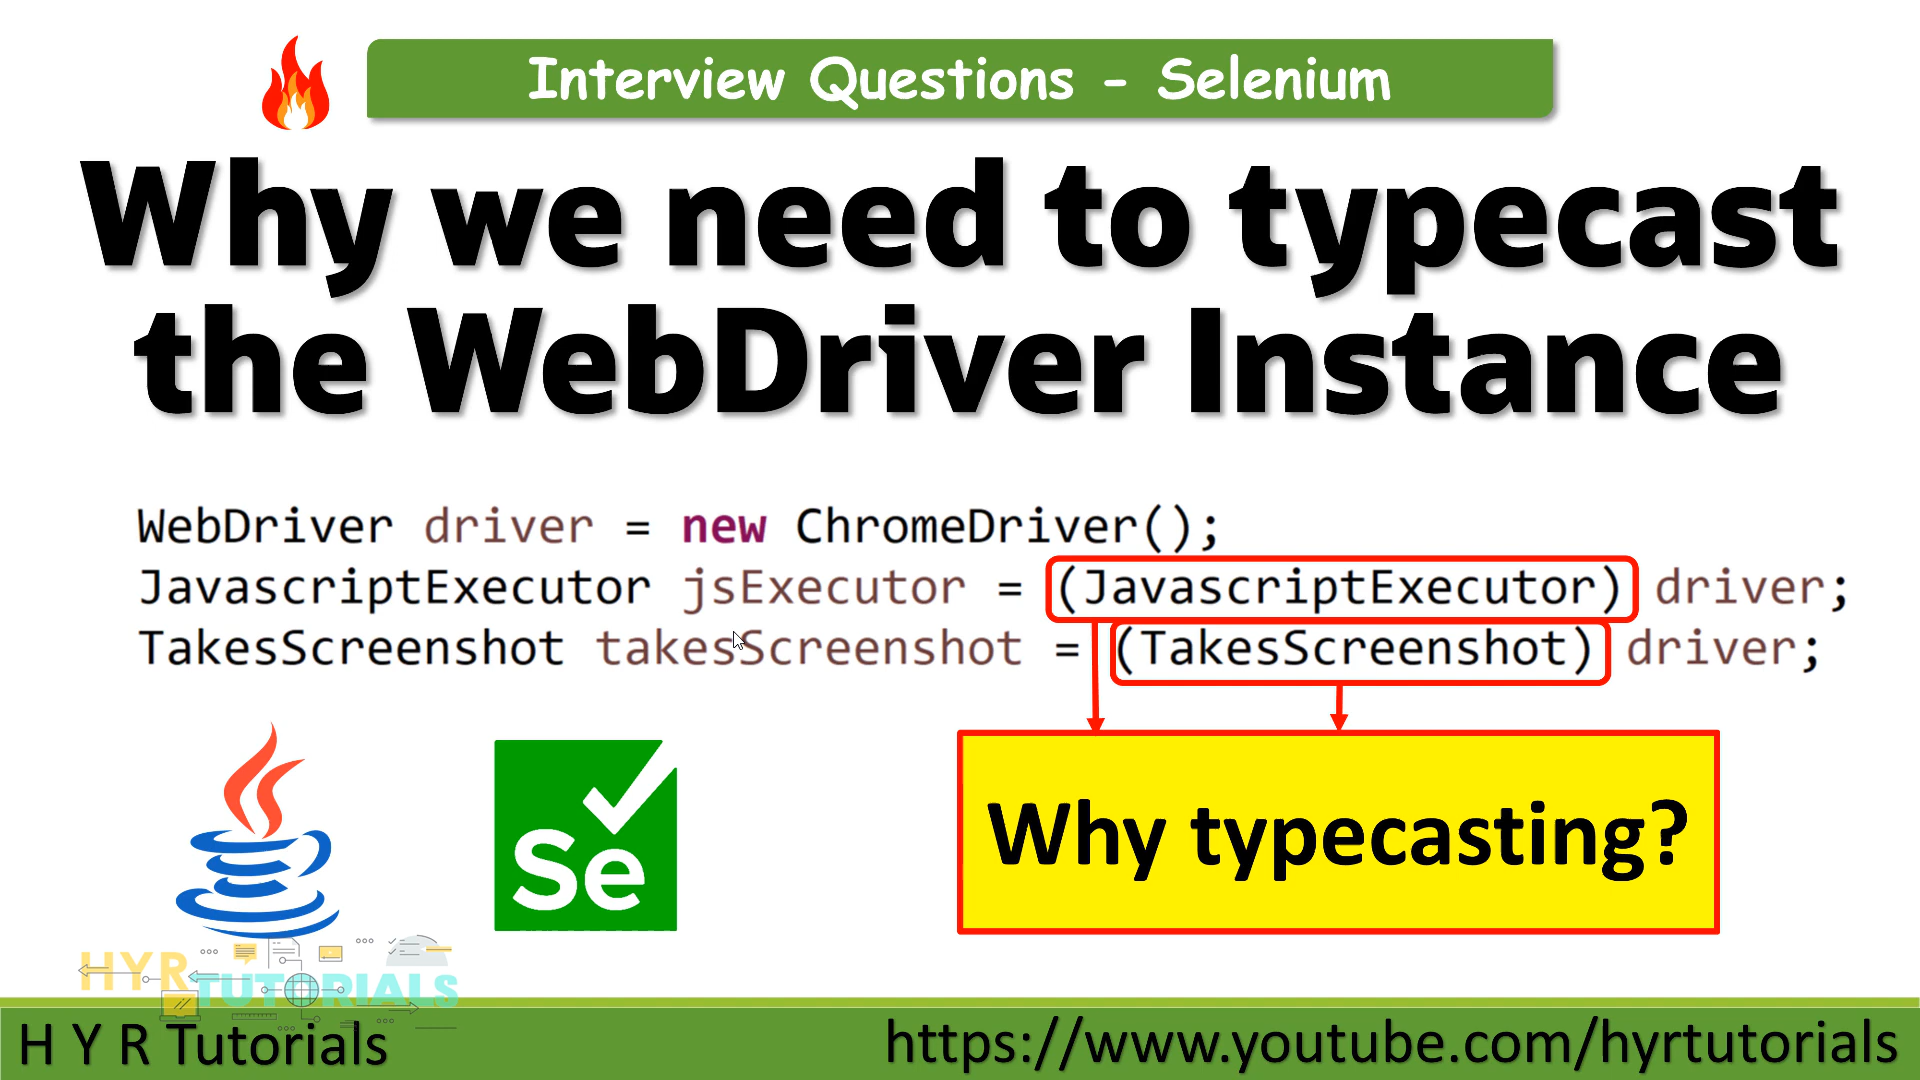 Interview Questions - Selenium
Why we need to typecast
the WebDriver Instance
WebDriver driver = new ChromeDriver();
JavascriptExecutor jsExecutor = (JavascriptExecutor) driver;
TakesScreenshot takesScreenshot = (TakesScreenshot) driver;
Se
Why typecasting?
HYR TUTORIALS
H Y R Tutorials
https://www.youtube.com/hyrtutorials